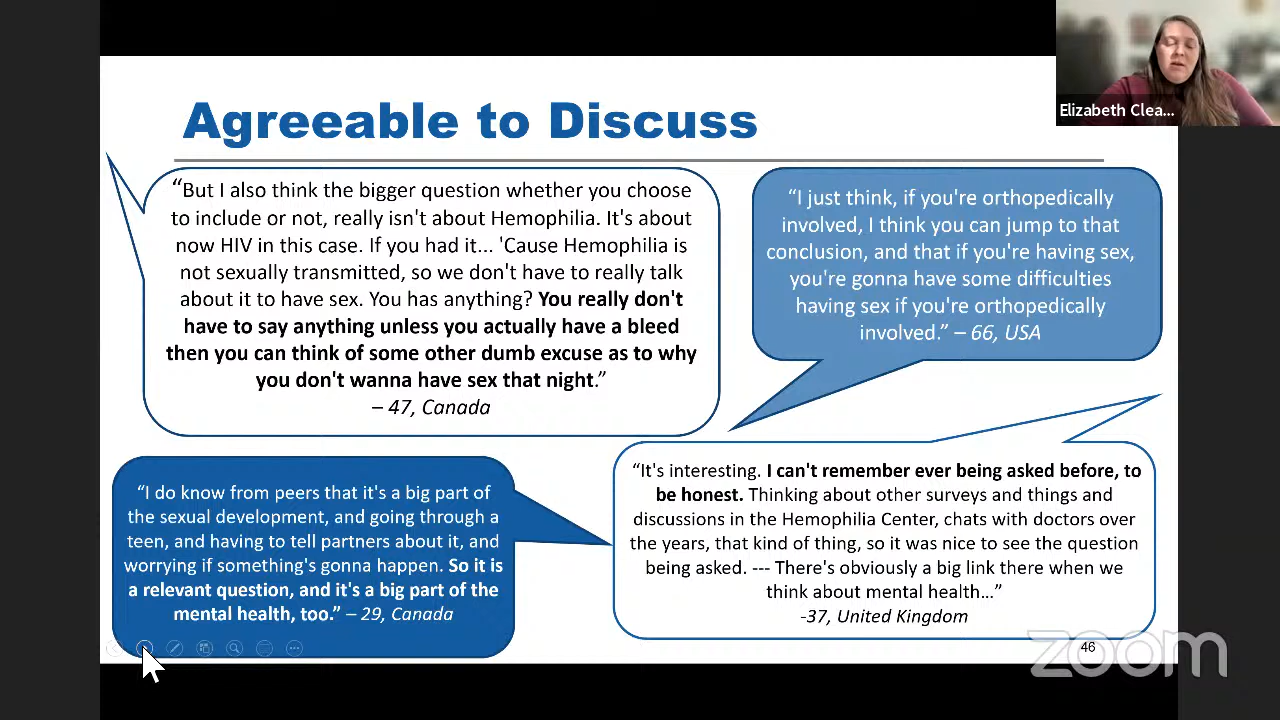 Elizabeth Clea...
Agreeable to Discuss
“But I also think the bigger question whether you choose
to include or not, really isn't about Hemophilia. It's about
now HIV in this case. If you had it... 'Cause Hemophilia is
not sexually transmitted, so we don't have to really talk
about it to have sex. You has anything? You really don't
have to say anything unless you actually have a bleed
then you can think of some other dumb excuse as to why
you don't wanna have sex that night.”
– 47, Canada
“I just think, if you're orthopedically
involved, I think you can jump to that
conclusion, and that if you're having sex,
you're gonna have some difficulties
having sex if you're orthopedically
involved.” – 66, USA
“I do know from peers that it's a big part of
the sexual development, and going through a
teen, and having to tell partners about it, and
worrying if something's gonna happen. So it is
a relevant question, and it's a big part of the
mental health, too.” – 29, Canada
“It's interesting. I can't remember ever being asked before, to
be honest. Thinking about other surveys and things and
discussions in the Hemophilia Center, chats with doctors over
the years, that kind of thing, so it was nice to see the question
being asked. --- There's obviously a big link there when we
think about mental health…”
-37, United Kingdom
46
zoom